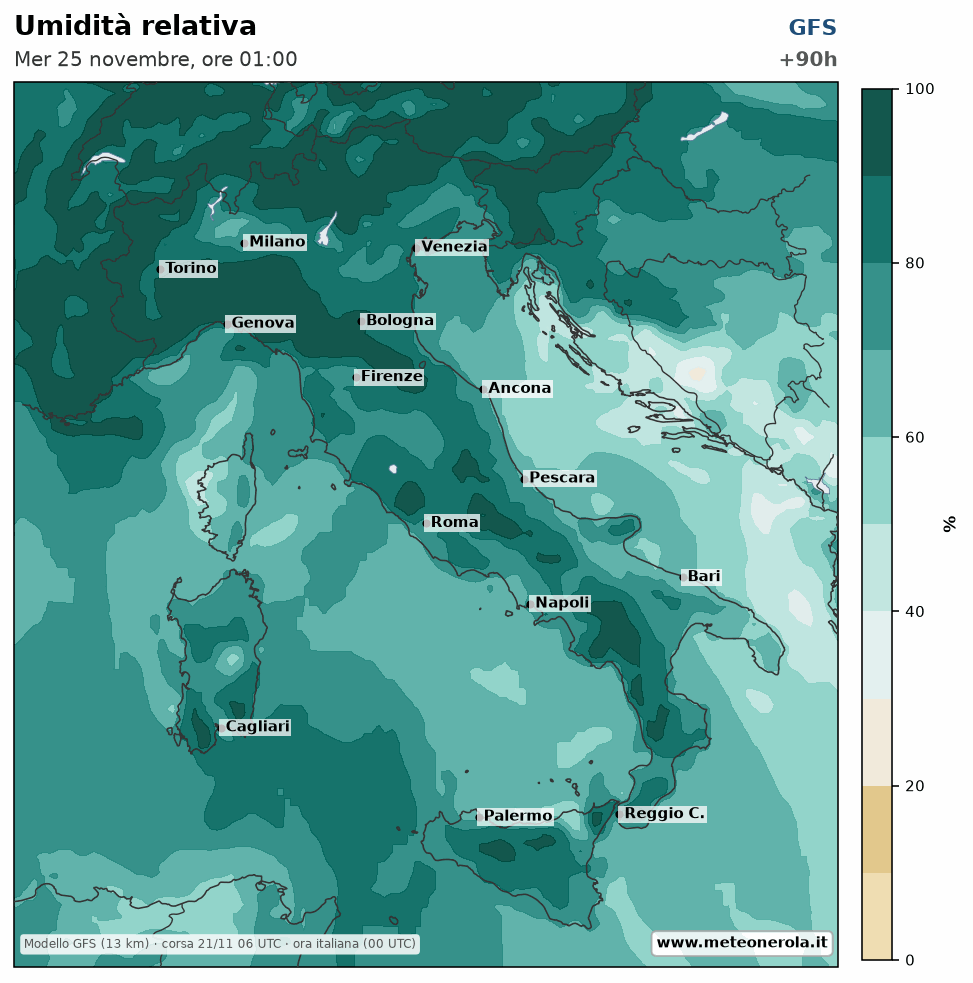 Umidità relativa
GFS
Mer 25 novembre, ore 01:00
+90h
100
80
60
40
20
0
%
Milano
Venezia
Torino
Genova
Bologna
Firenze
Ancona
Pescara
Roma
Bari
Napoli
Cagliari
Palermo
Reggio C.
Modello GFS (13 km) · corsa 21/11 06 UTC · ora italiana (00 UTC)
www.meteonerola.it